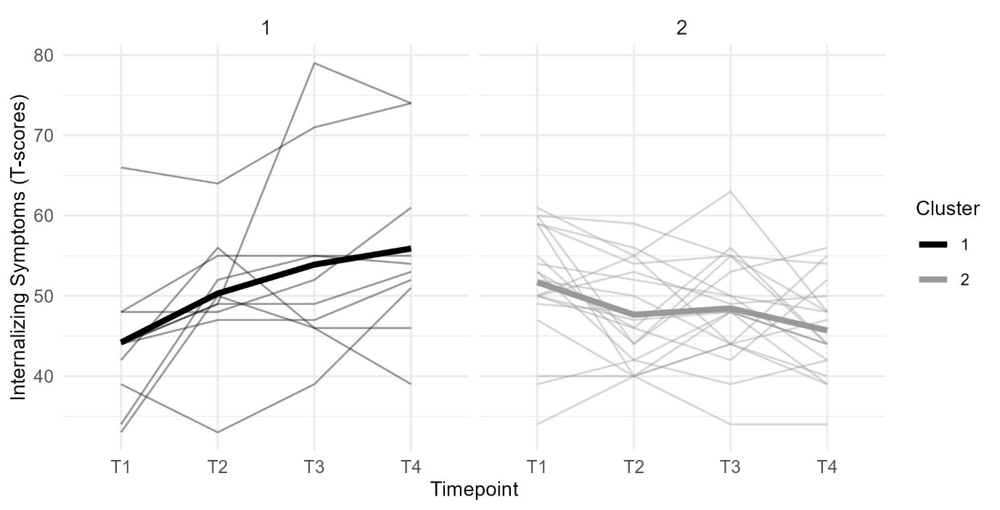 1 2
Internalizing Symptoms (T-scores)
80
70
60
50
40
T1 T2 T3 T4 T1 T2 T3 T4
Timepoint
Cluster
1
2